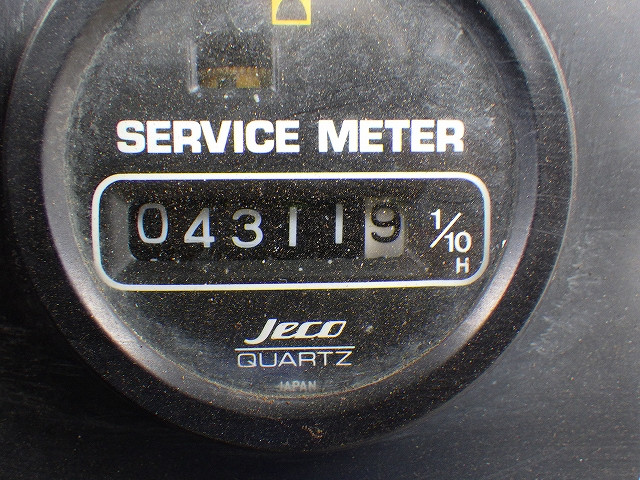 SERVICE METER
043119 1/10
H
Jeco
QUARTZ
JAPAN